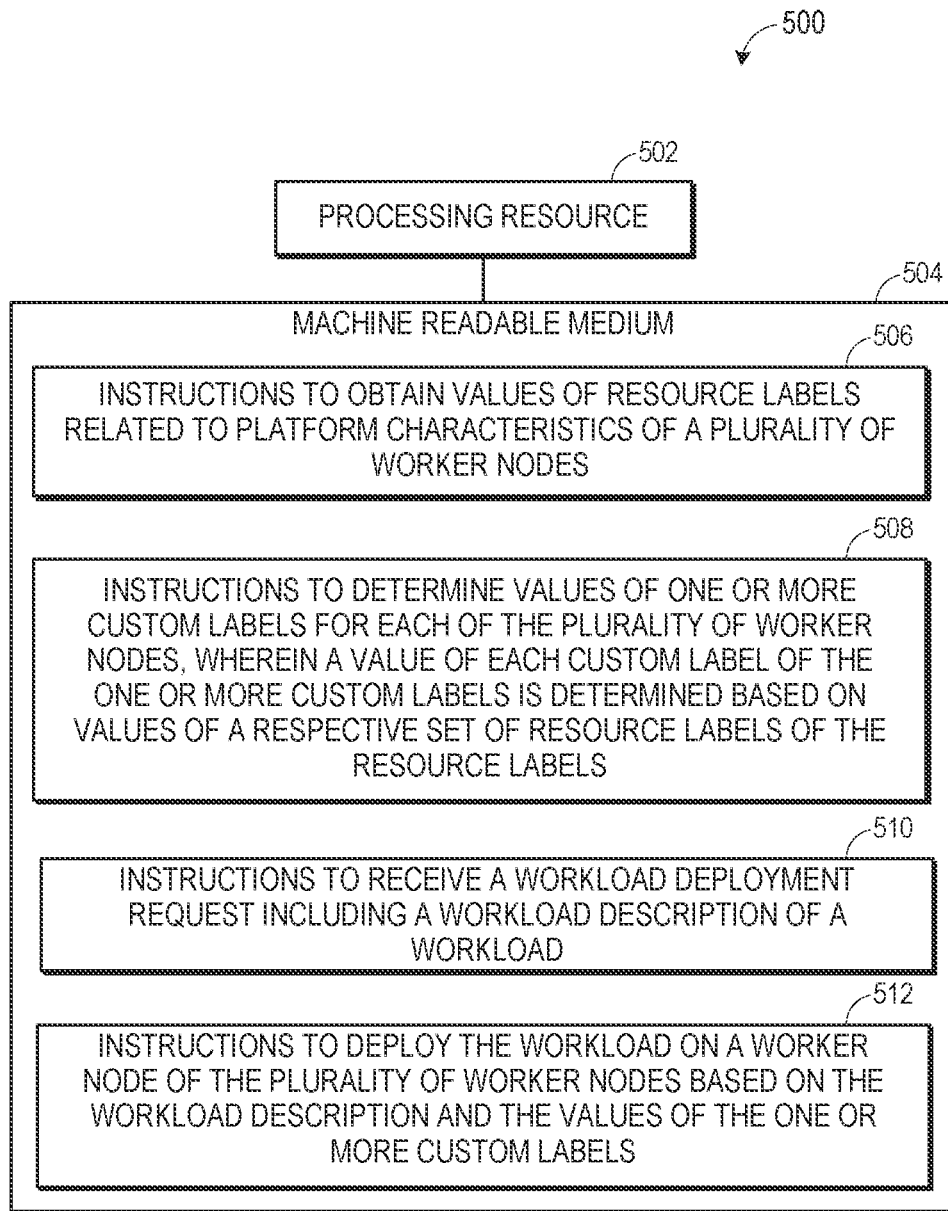 500
502
PROCESSING RESOURCE
504
MACHINE READABLE MEDIUM
506
INSTRUCTIONS TO OBTAIN VALUES OF RESOURCE LABELS
RELATED TO PLATFORM CHARACTERISTICS OF A PLURALITY OF
WORKER NODES
508
INSTRUCTIONS TO DETERMINE VALUES OF ONE OR MORE
CUSTOM LABELS FOR EACH OF THE PLURALITY OF WORKER
NODES, WHEREIN A VALUE OF EACH CUSTOM LABEL OF THE
ONE OR MORE CUSTOM LABELS IS DETERMINED BASED ON
VALUES OF A RESPECTIVE SET OF RESOURCE LABELS OF THE
RESOURCE LABELS
510
INSTRUCTIONS TO RECEIVE A WORKLOAD DEPLOYMENT
REQUEST INCLUDING A WORKLOAD DESCRIPTION OF A
WORKLOAD
512
INSTRUCTIONS TO DEPLOY THE WORKLOAD ON A WORKER
NODE OF THE PLURALITY OF WORKER NODES BASED ON THE
WORKLOAD DESCRIPTION AND THE VALUES OF THE ONE OR
MORE CUSTOM LABELS